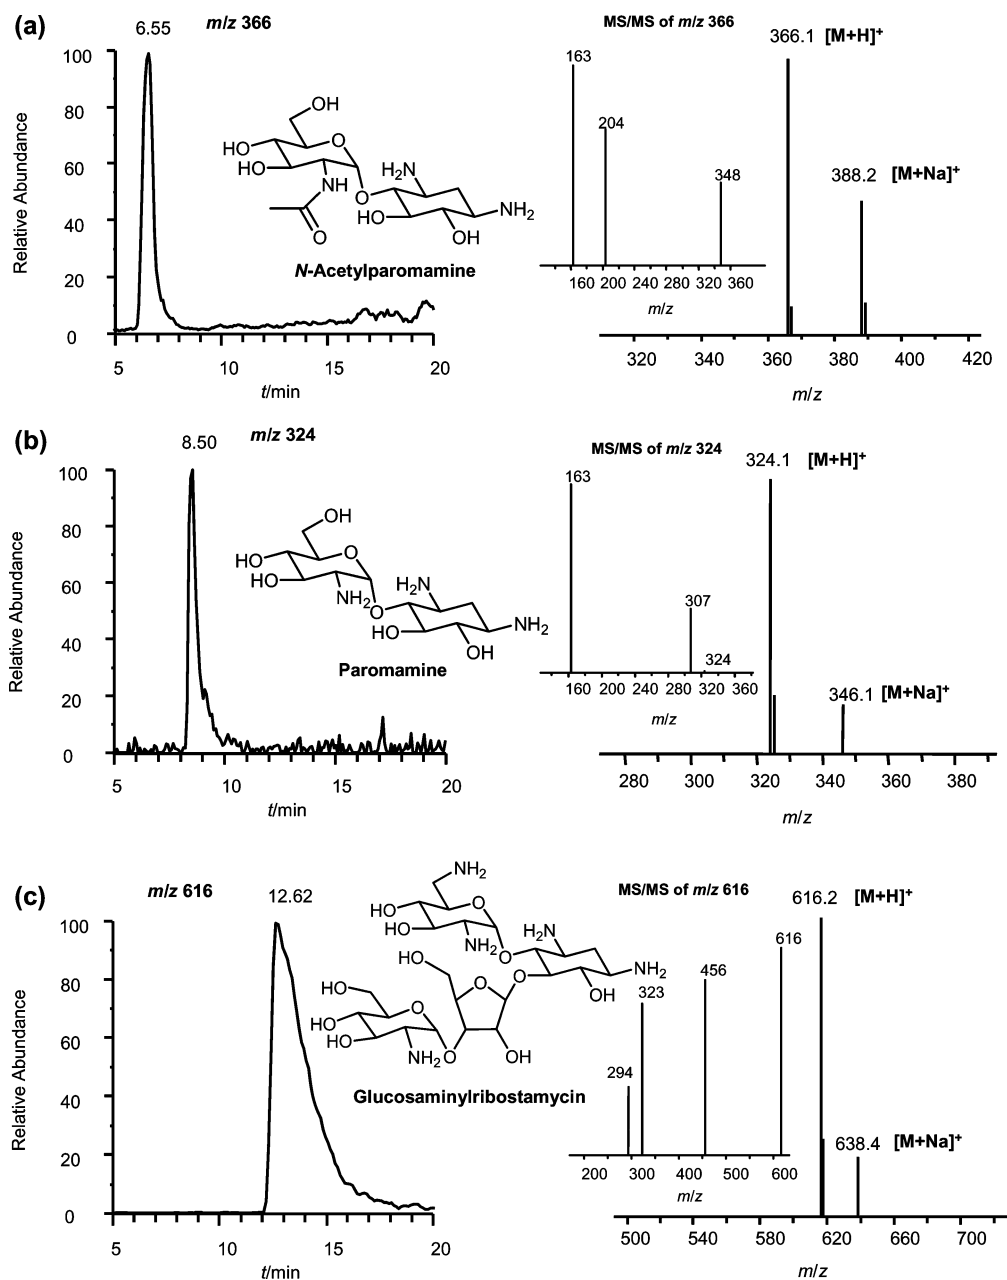 (a)
6.55
m/z 366
Relative Abundance
100
80
60
40
20
0
5
10
15
20
t/min
OH
HO
O
HO
NH
O
O
H2N
NH2
HO
OH
N-Acetylparomamine
MS/MS of m/z 366
163
204
348
160 200 240 280 320 360
m/z
366.1 [M+H]+
388.2 [M+Na]+
320 340 360 380 400 420
m/z
(b)
8.50
m/z 324
Relative Abundance
100
80
60
40
20
0
5
10
15
20
t/min
OH
HO
O
HO
NH2
O
H2N
NH2
HO
OH
Paromamine
MS/MS of m/z 324
163
307
324
160 200 240 280 320 360
m/z
324.1 [M+H]+
346.1 [M+Na]+
280 300 320 340 360 380
m/z
(c)
m/z 616
12.62
Relative Abundance
100
80
60
40
20
0
5
10
15
20
t/min
NH2
HO
O
HO
NH2
O
H2N
NH2
OH
O
HO
O
OH
HO
O
HO
HO
NH2
O
Glucosaminylribostamycin
MS/MS of m/z 616
294
323
456
616
200 300 400 500 600
m/z
616.2 [M+H]+
638.4 [M+Na]+
500 540 580 620 660 700
m/z